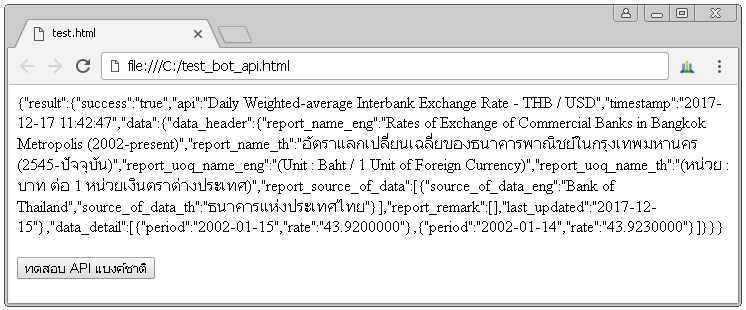 test.html
file:///C:/test_bot_api.html
{"result":{"success":"true","api":"Daily Weighted-average Interbank Exchange Rate - THB / USD","timestamp":"2017-
12-17 11:42:47","data":{"data_header":{"report_name_eng":"Rates of Exchange of Commercial Banks in Bangkok
Metropolis (2002-present)","report_name_th":"อัตราแลกเปลี่ยนเฉลี่ยของธนาคารพาณิชย์ในกรุงเทพมหานคร
(2545-ปัจจุบัน)","report_uoq_name_eng":"(Unit : Baht / 1 Unit of Foreign Currency)","report_uoq_name_th":"(หน่วย :
บาท ต่อ 1 หน่วยเงินตราต่างประเทศ)","report_source_of_data":[{"source_of_data_eng":"Bank of
Thailand","source_of_data_th":"ธนาคารแห่งประเทศไทย"}],"report_remark":[],"last_updated":"2017-12-
15"},"data_detail":[{"period":"2002-01-15","rate":"43.9200000"},{"period":"2002-01-14","rate":"43.9230000"}]}}}
ทดสอบ API แบงค์ชาติ